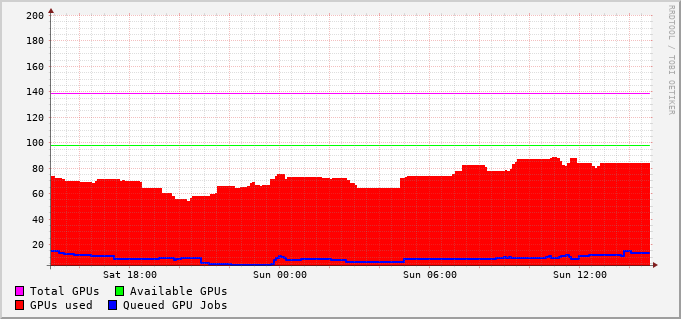 200
180
160
140
120
100
80
60
40
20
Sat 18:00 Sun 00:00 Sun 06:00 Sun 12:00
Total GPUs Available GPUs
GPUs used Queued GPU Jobs
RRDTOOL / TOBI OETIKER